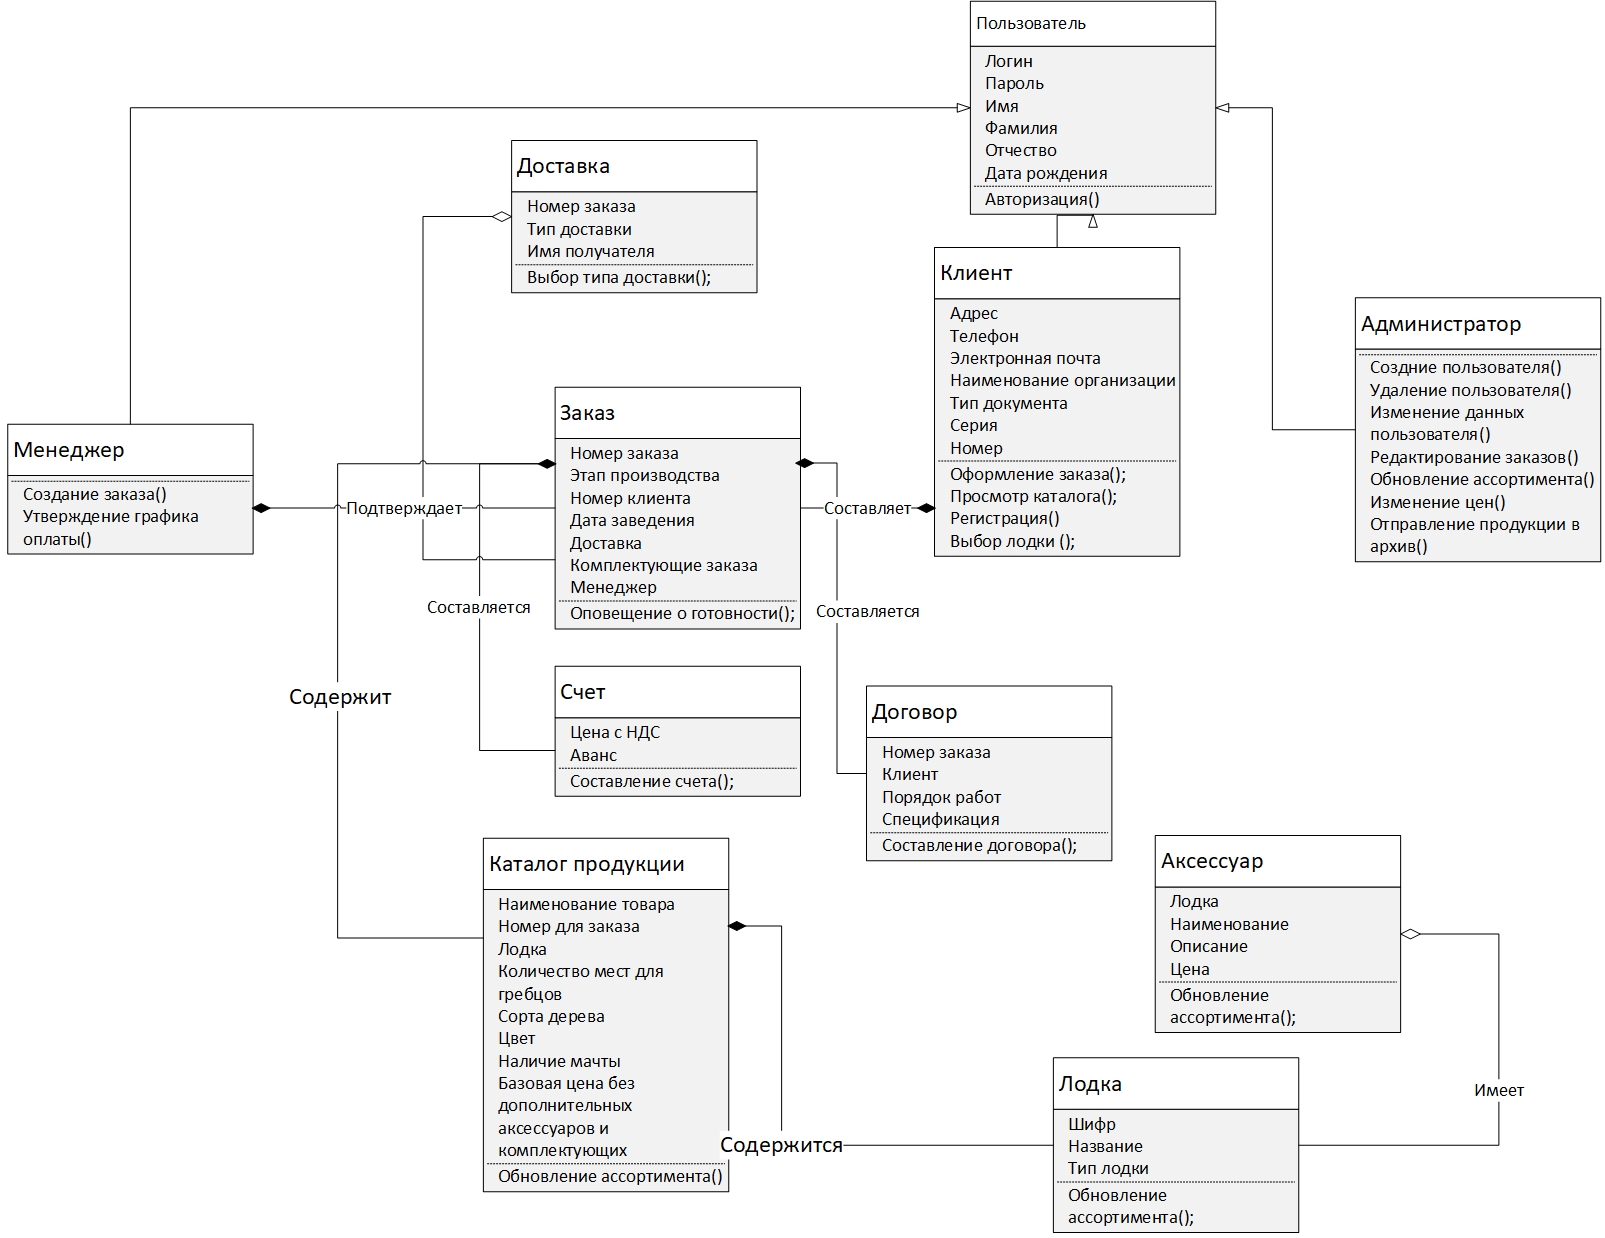 Пользователь
Логин
Пароль
Имя
Фамилия
Отчество
Дата рождения
Авторизация()
Доставка
Номер заказа
Тип доставки
Имя получателя
Выбор типа доставки();
Клиент
Адрес
Телефон
Электронная почта
Наименование организации
Тип документа
Серия
Номер
Оформление заказа();
Просмотр каталога();
Регистрация()
Выбор лодки ();
Администратор
Создние пользователя()
Удаление пользователя()
Изменение данных
пользователя()
Редактирование заказов()
Обновление ассортимента()
Изменение цен()
Отправление продукции в
архив()
Менеджер
Создание заказа()
Утверждение графика
оплаты()
Подтверждает
Заказ
Номер заказа
Этап производства
Номер клиента
Дата заведения
Доставка
Комплектующие заказа
Менеджер
Оповещение о готовности();
Составляет
Составляется
Составляется
Содержит
Счет
Цена с НДС
Аванс
Составление счета();
Договор
Номер заказа
Клиент
Порядок работ
Спецификация
Составление договора();
Каталог продукции
Наименование товара
Номер для заказа
Лодка
Количество мест для
гребцов
Сорта дерева
Цвет
Наличие мачты
Базовая цена без
дополнительных
аксессуаров и
комплектующих
Обновление ассортимента()
Содержится
Аксессуар
Лодка
Наименование
Описание
Цена
Обновление
ассортимента();
Имеет
Лодка
Шифр
Название
Тип лодки
Обновление
ассортимента();